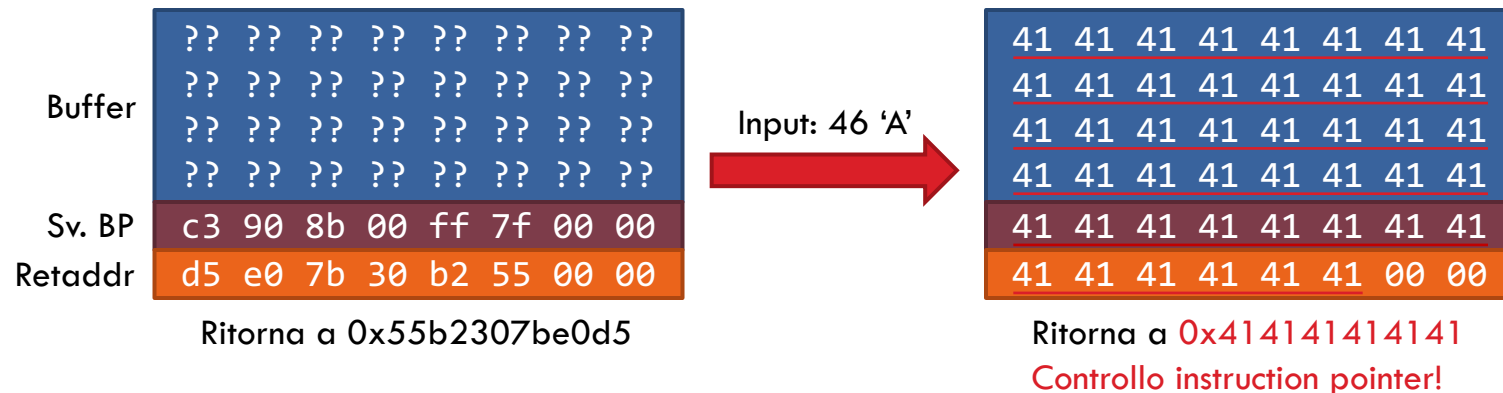 ?? ?? ?? ?? ?? ?? ?? ??
?? ?? ?? ?? ?? ?? ?? ??
Buffer
?? ?? ?? ?? ?? ?? ?? ??
?? ?? ?? ?? ?? ?? ?? ??
Sv. BP c3 90 8b 00 ff 7f 00 00
Retaddr d5 e0 7b 30 b2 55 00 00
Ritorna a 0x55b2307be0d5
Input: 46 ‘A’
41 41 41 41 41 41 41 41
41 41 41 41 41 41 41 41
41 41 41 41 41 41 41 41
41 41 41 41 41 41 41 41
41 41 41 41 41 41 41 41
41 41 41 41 41 41 00 00
Ritorna a 0x414141414141
Controllo instruction pointer!